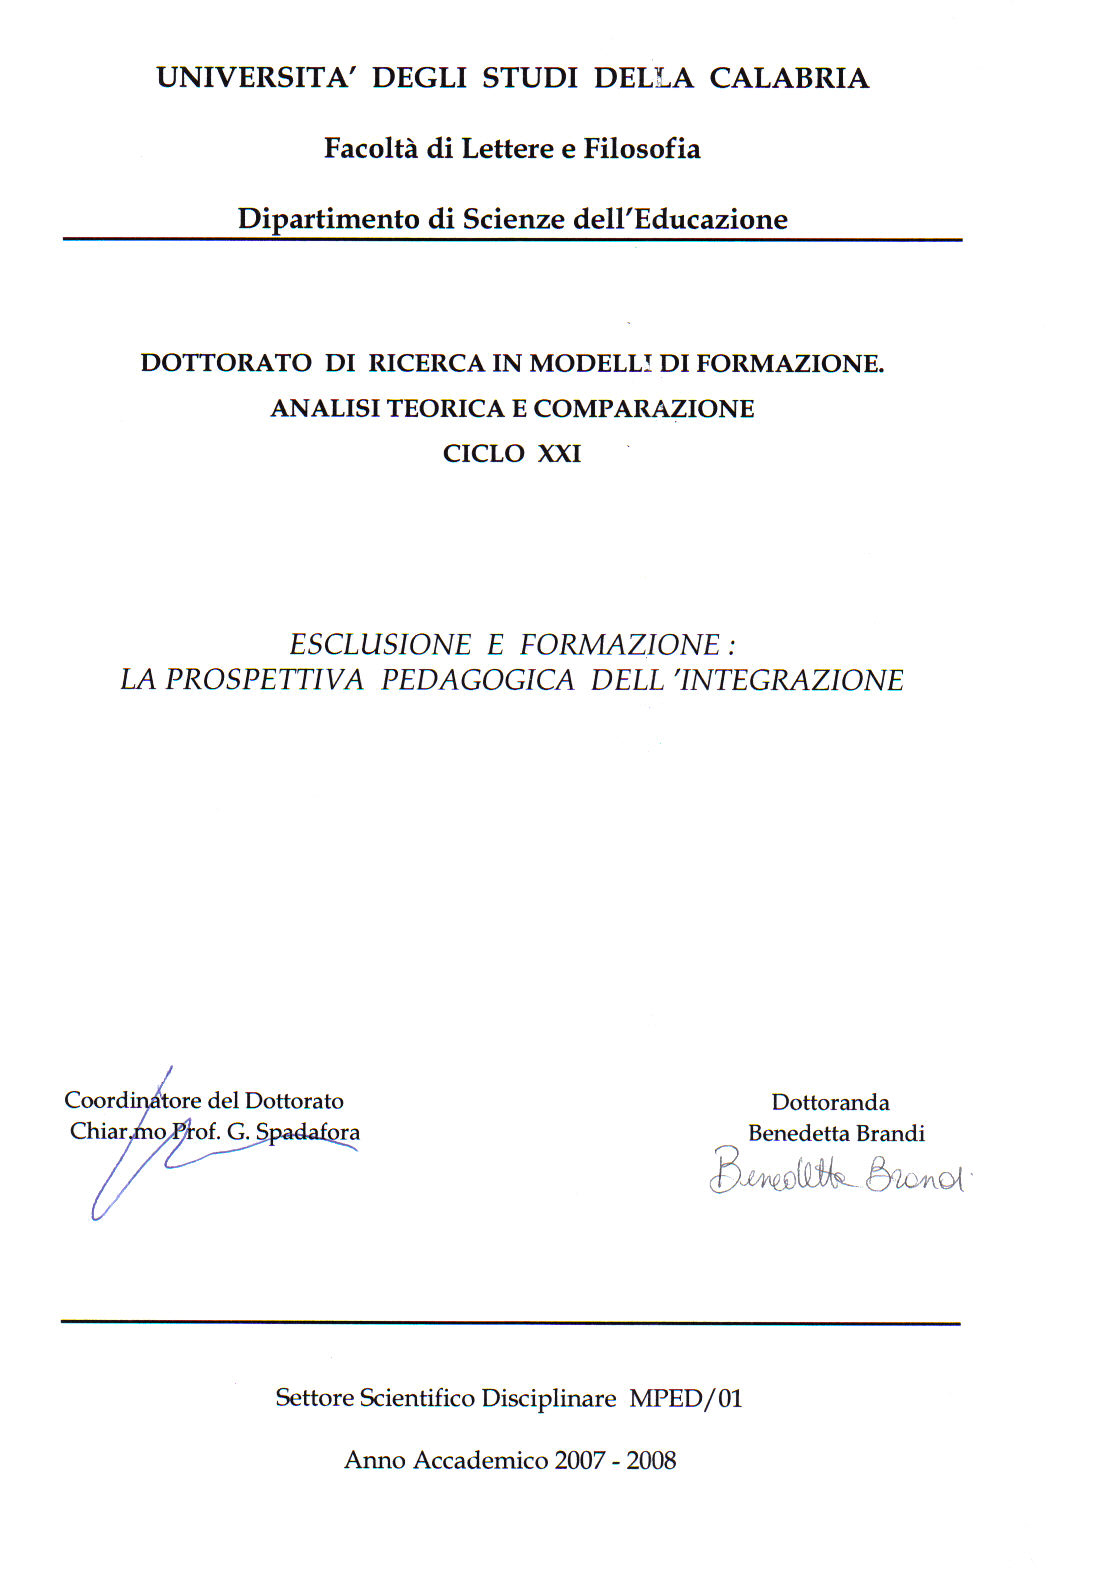 UNIVERSITA' DEGLI STUDI DELLA CALABRIA
Facoltà di Lettere e Filosofia
Dipartimento di Scienze dell'Educazione
DOTTORATO DI RICERCA IN MODELLI DI FORMAZIONE.
ANALISI TEORICA E COMPARAZIONE
CICLO XXI
ESCLUSIONE E FORMAZIONE :
LA PROSPETTIVA PEDAGOGICA DELL 'INTEGRAZIONE
Coordinatore del Dottorato
Chiar.mo Prof. G. Spadafora
Dottoranda
Benedetta Brandi
Benedetta Brandi
Settore Scientifico Disciplinare MPED/01
Anno Accademico 2007 - 2008